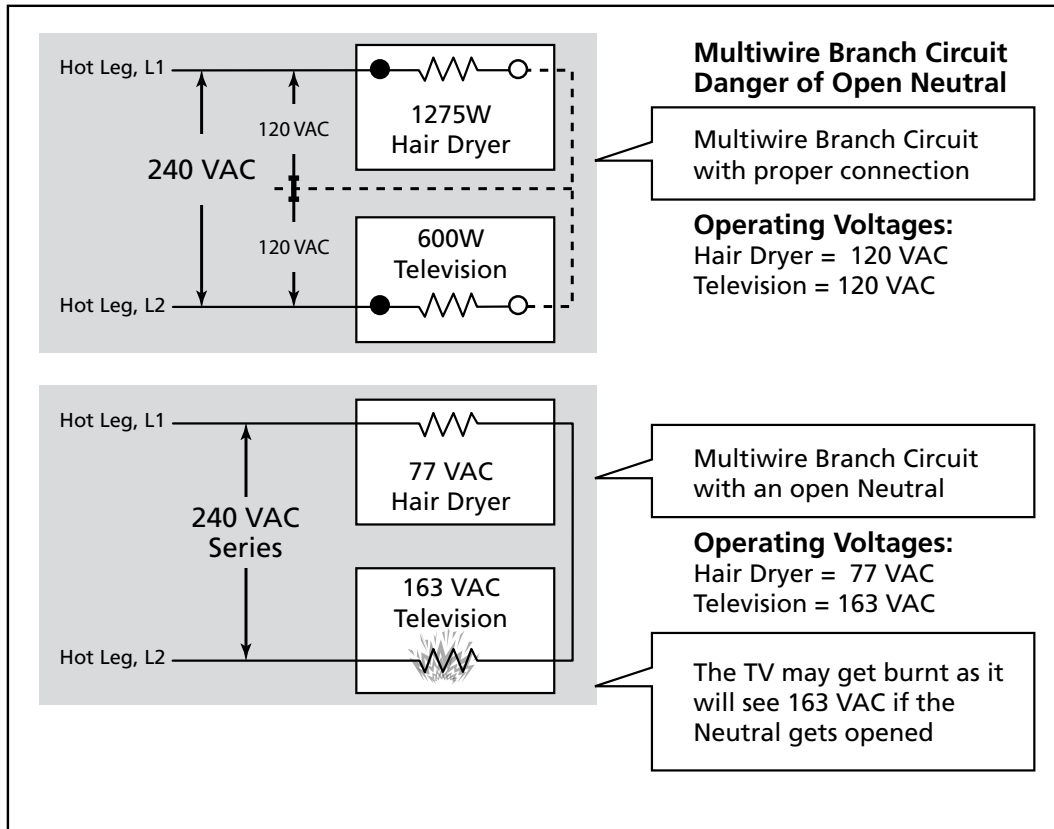 Multiwire Branch Circuit
Danger of Open Neutral
Hot Leg, L1
120 VAC
240 VAC
120 VAC
Hot Leg, L2
1275W
Hair Dryer
600W
Television
Multiwire Branch Circuit
with proper connection
Operating Voltages:
Hair Dryer = 120 VAC
Television = 120 VAC
Hot Leg, L1
240 VAC
Series
Hot Leg, L2
77 VAC
Hair Dryer
163 VAC
Television
Multiwire Branch Circuit
with an open Neutral
Operating Voltages:
Hair Dryer = 77 VAC
Television = 163 VAC
The TV may get burnt as it
will see 163 VAC if the
Neutral gets opened